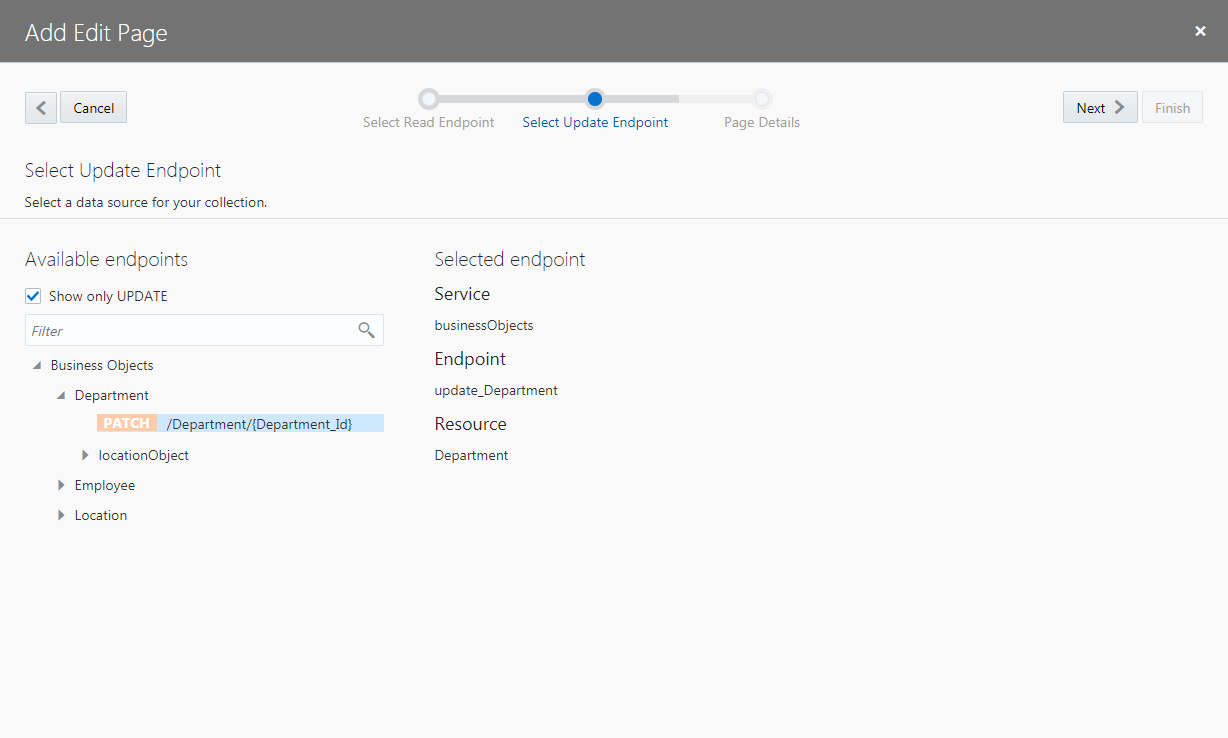 Add Edit Page
Cancel
Select Read Endpoint
Select Update Endpoint
Page Details
Next
Finish
Select Update Endpoint
Select a data source for your collection.
Available endpoints
Show only UPDATE
Filter
Business Objects
Department
PATCH /Department/{Department_Id}
locationObject
Employee
Location
Selected endpoint
Service
businessObjects
Endpoint
update_Department
Resource
Department